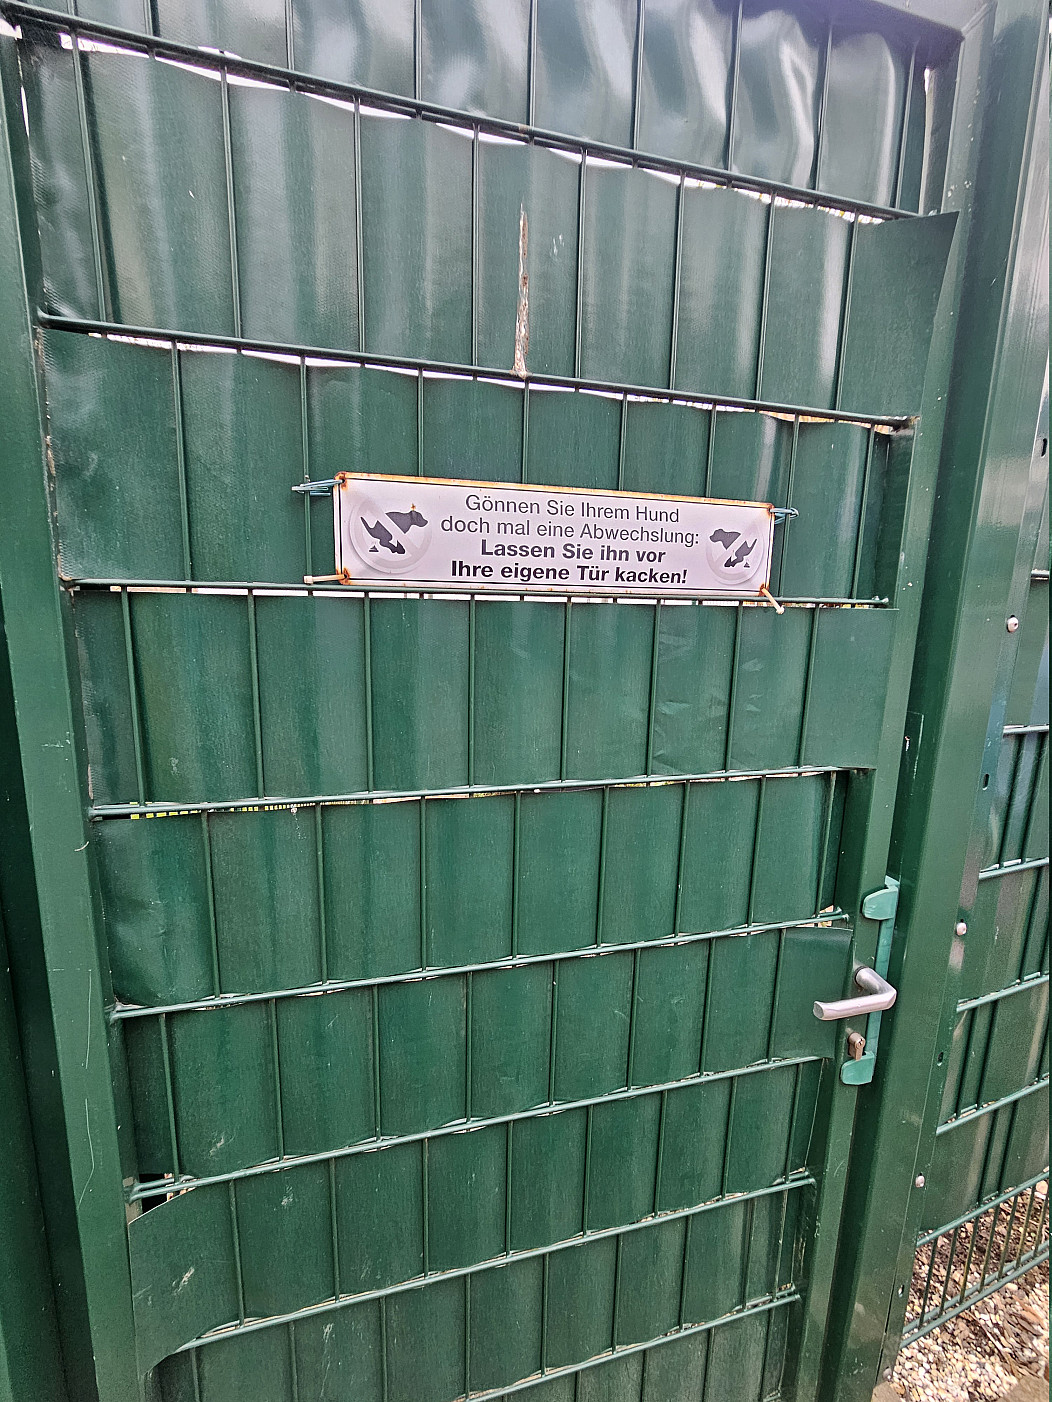 Gönnen Sie Ihrem Hund
doch mal eine Abwechslung:
Lassen Sie ihn vor
Ihre eigene Tür kacken!